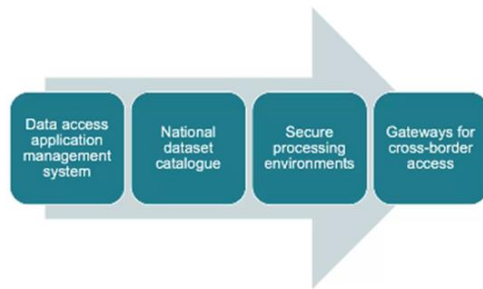 Data access
application
management
system
National
dataset
catalogue
Secure
processing
environments
Gateways for
cross-border
access